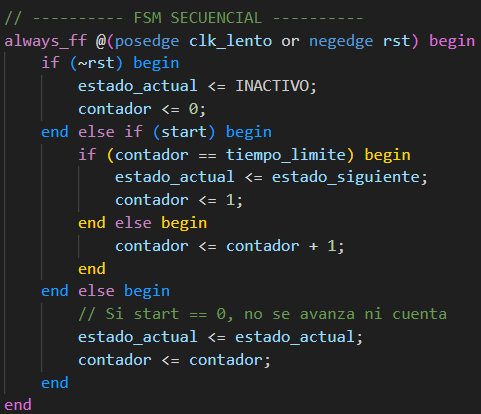 // ---------- FSM SECUENCIAL ----------
always_ff @(posedge clk_lento or negedge rst) begin
    if (~rst) begin
        estado_actual <= INACTIVO;
        contador <= 0;
    end else if (start) begin
        if (contador == tiempo_limite) begin
            estado_actual <= estado_siguiente;
            contador <= 1;
        end else begin
            contador <= contador + 1;
        end
    end else begin
        // Si start == 0, no se avanza ni cuenta
        estado_actual <= estado_actual;
        contador <= contador;
    end
end